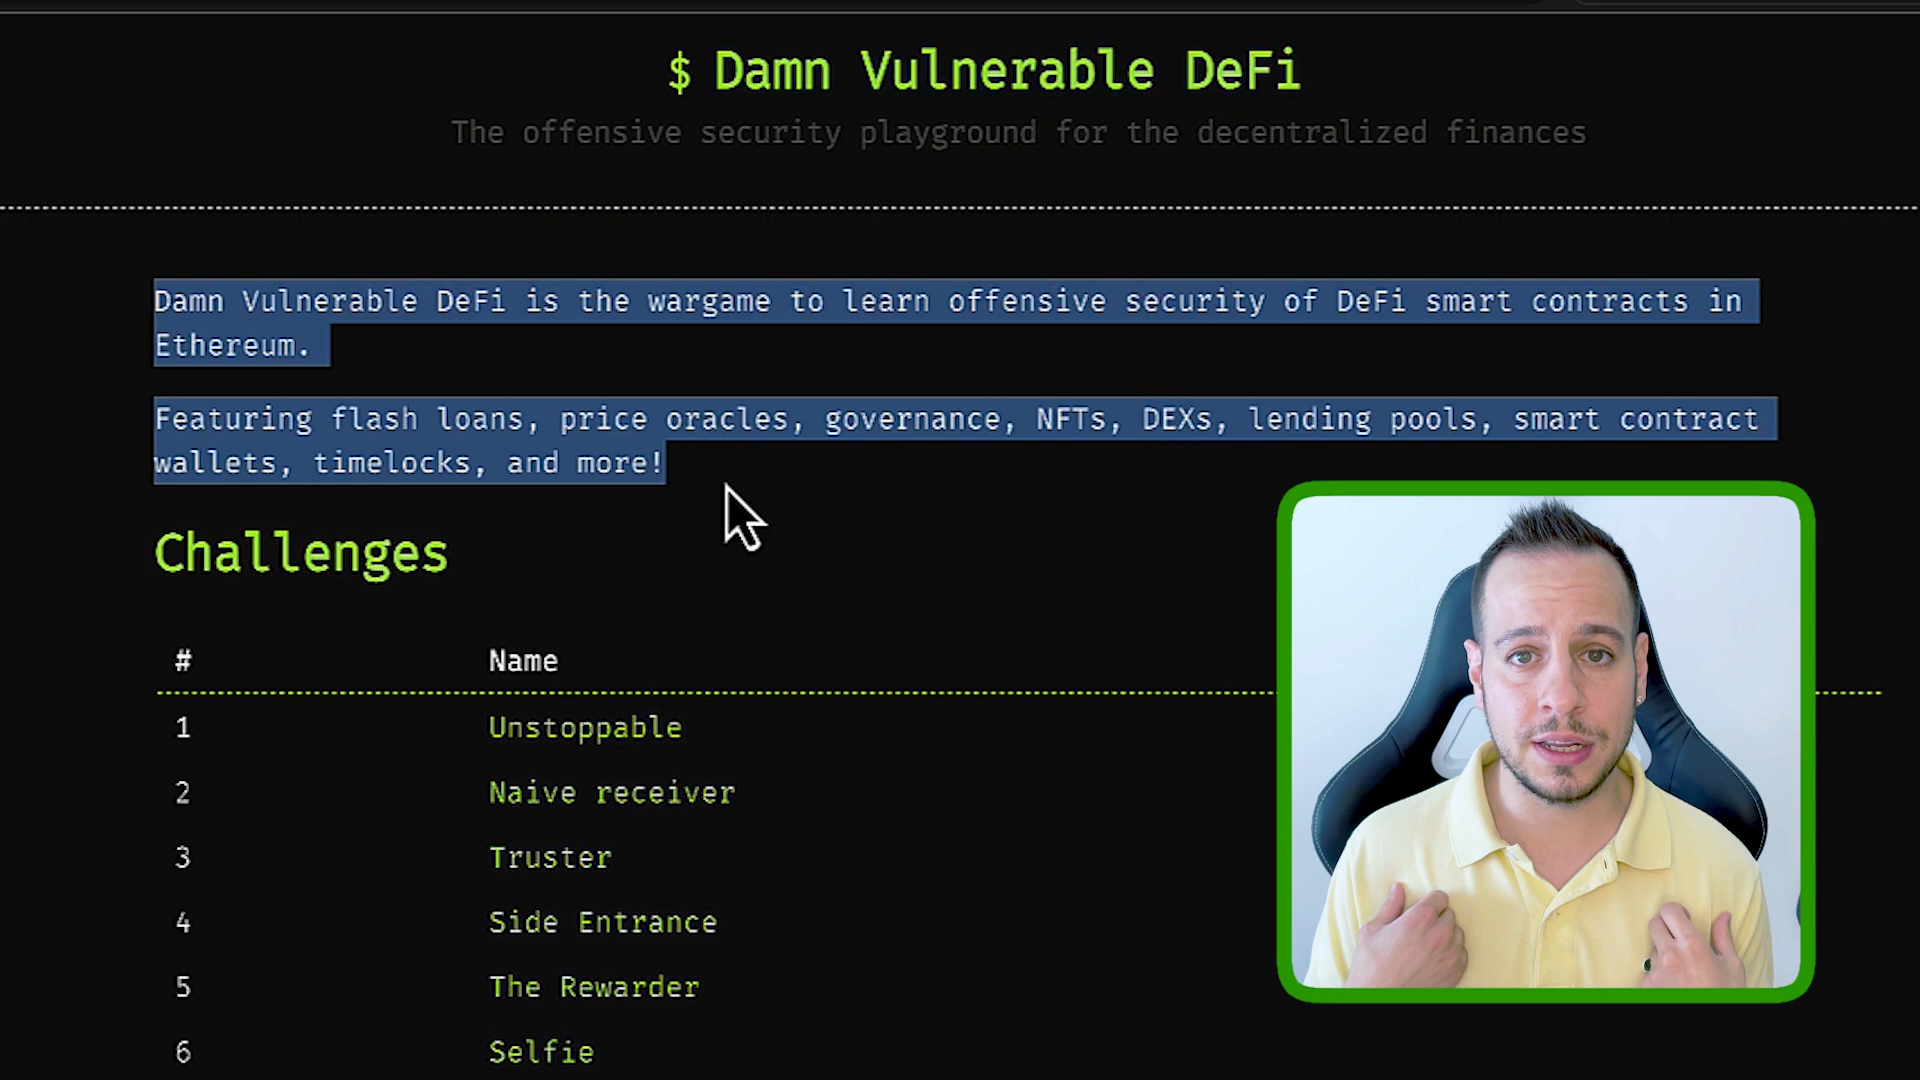 $ Damn Vulnerable DeFi
The offensive security playground for the decentralized finances
Damn Vulnerable DeFi is the wargame to learn offensive security of DeFi smart contracts in
Ethereum.
Featuring flash loans, price oracles, governance, NFTs, DEXs, lending pools, smart contract
wallets, timelocks, and more!
Challenges
# Name
1 Unstoppable
2 Naive receiver
3 Truster
4 Side Entrance
5 The Rewarder
6 Selfie